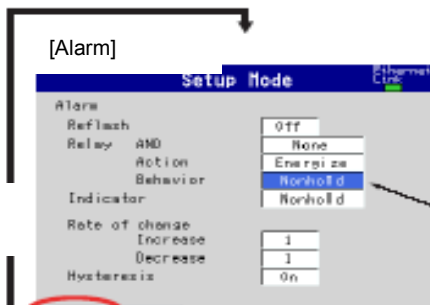 [Alarm]
Setup Mode Ethernet Link
Alarm
Reflash Off
Relay AND None
Action Energize
Behavior Nonhold
Indicator Nonhold
Rate of change
Increase 1
Decrease 1
Hysteresis On